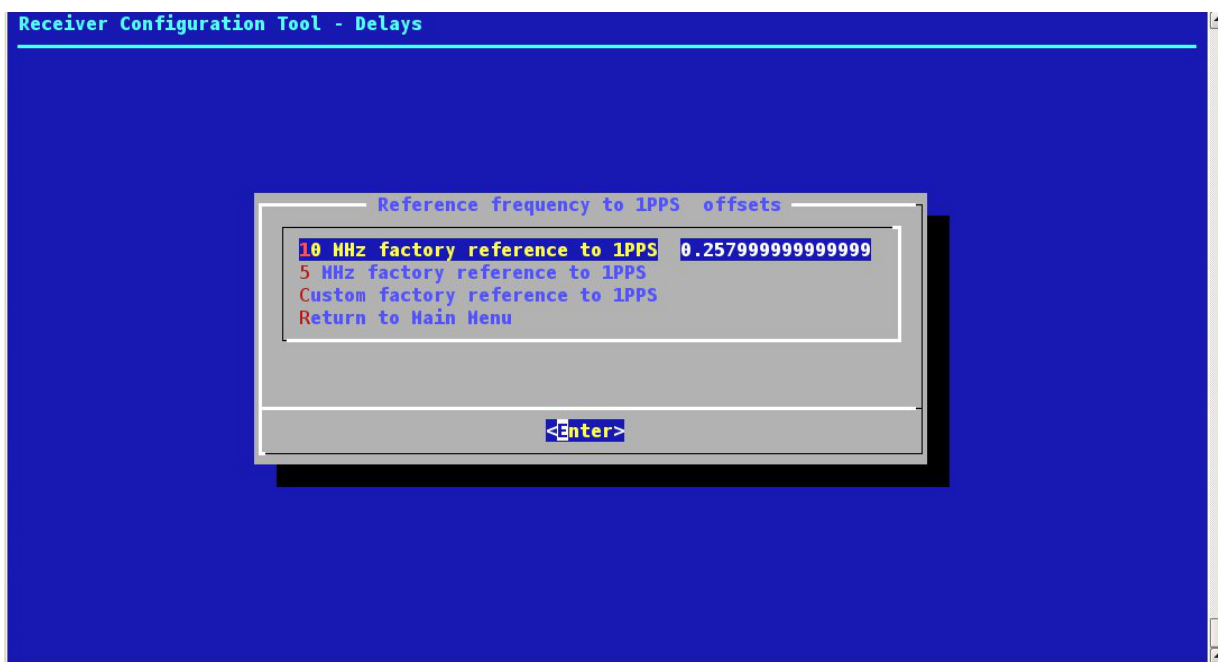 Receiver Configuration Tool - Delays
Reference frequency to 1PPS offsets
10 MHz factory reference to 1PPS 0.257999999999999
5 MHz factory reference to 1PPS
Custom factory reference to 1PPS
Return to Main Menu
<Enter>